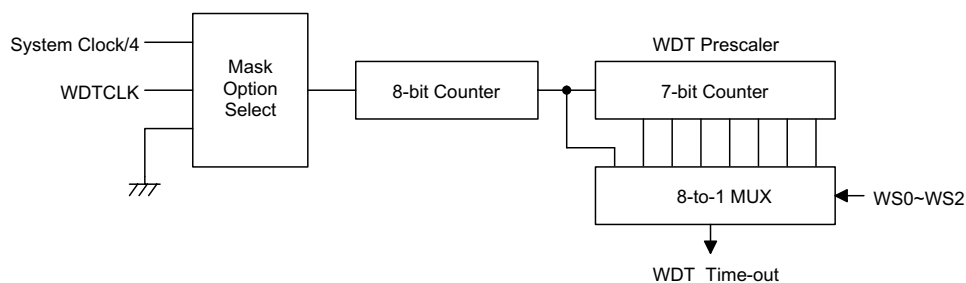 System Clock/4
WDTCLK
Mask
Option
Select
8-bit Counter
WDT Prescaler
7-bit Counter
8-to-1 MUX
WS0~WS2
WDT Time-out